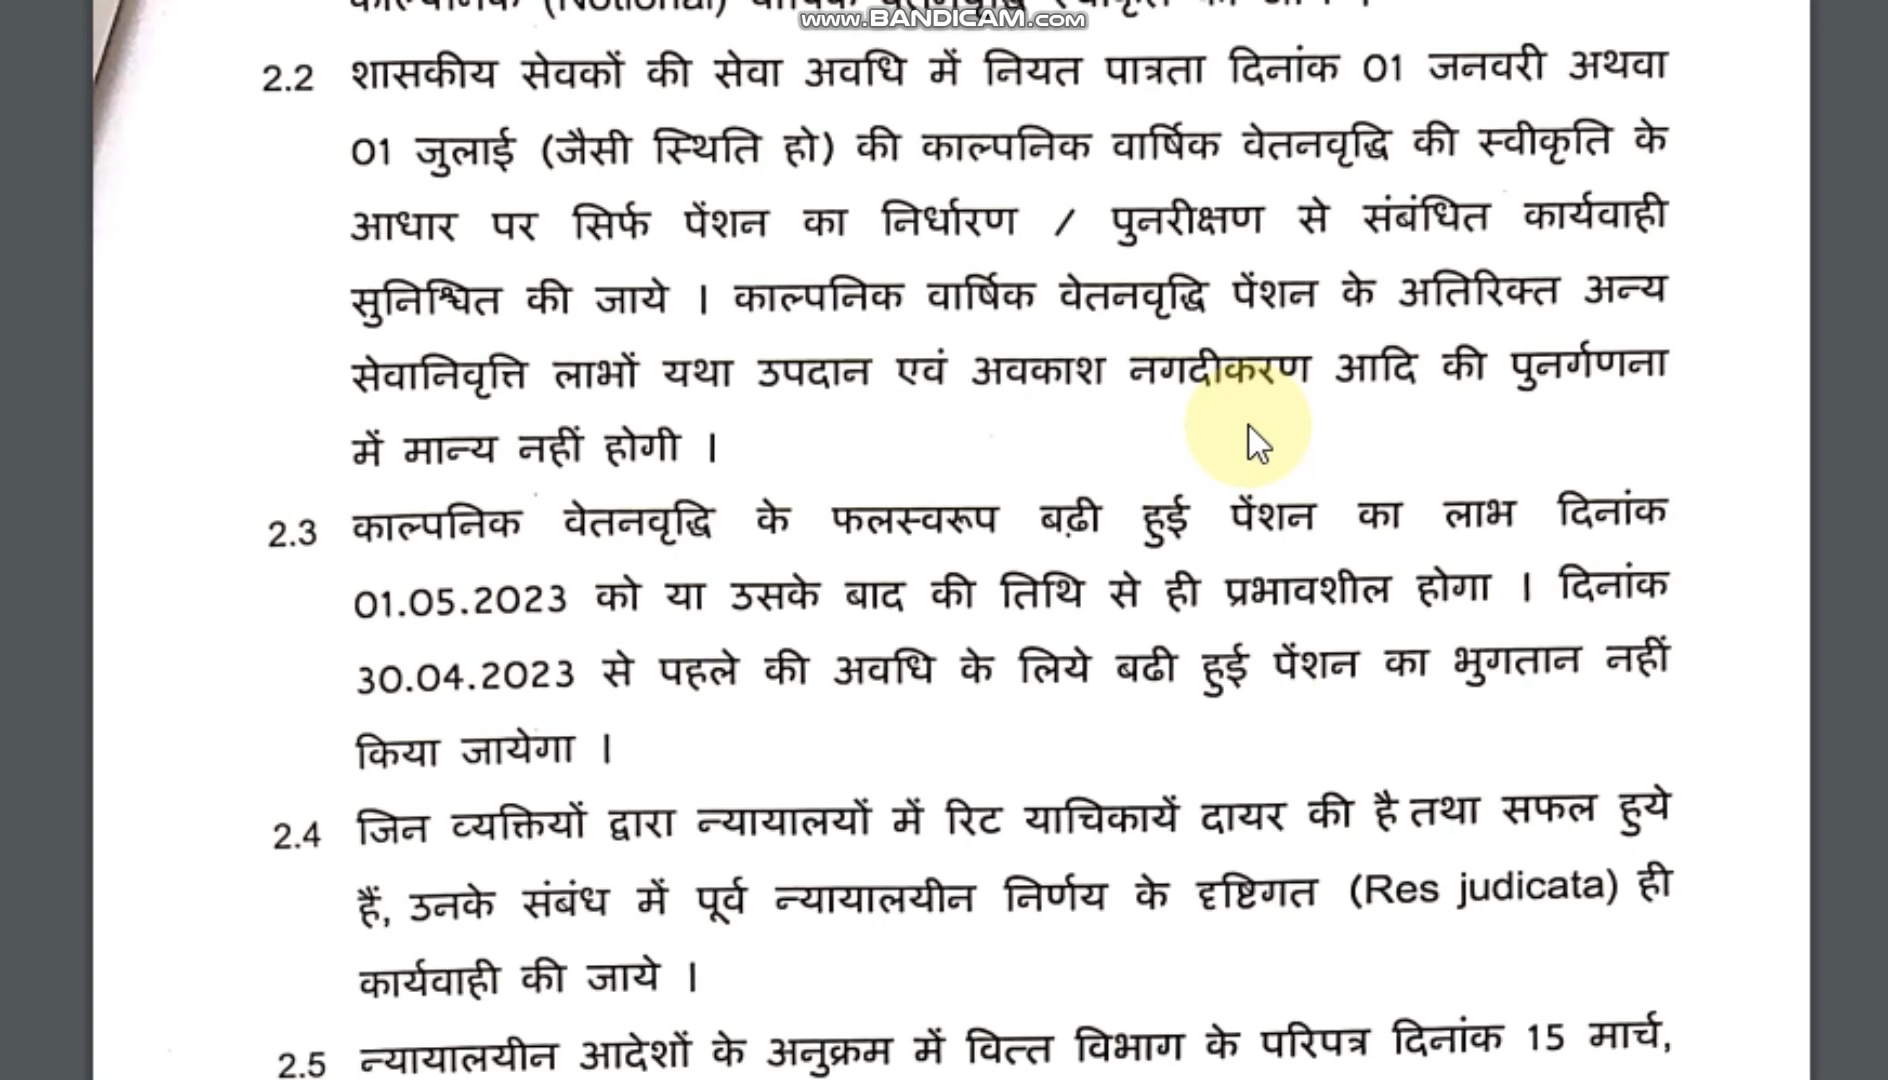 (Notional) वार्षिक वेतनवृद्धि
www.BANDICAM.com
2.2 शासकीय सेवकों की सेवा अवधि में नियत पात्रता दिनांक 01 जनवरी अथवा
01 जुलाई (जैसी स्थिति हो) की काल्पनिक वार्षिक वेतनवृद्धि की स्वीकृति के
आधार पर सिर्फ पेंशन का निर्धारण / पुनरीक्षण से संबंधित कार्यवाही
सुनिश्चित की जाये ।  काल्पनिक वार्षिक वेतनवृद्धि पेंशन के अतिरिक्त अन्य
सेवानिवृत्ति लाभों यथा उपदान एवं अवकाश नगदीकरण आदि की पुनर्गणना
में मान्य नहीं होगी ।
2.3 काल्पनिक वेतनवृद्धि के फलस्वरूप बढ़ी हुई पेंशन का लाभ दिनांक
01.05.2023 को या उसके बाद की तिथि से ही प्रभावशील होगा । दिनांक
30.04.2023 से पहले की अवधि के लिये बढी हुई पेंशन का भुगतान नहीं
किया जायेगा ।
2.4 जिन व्यक्तियों द्वारा न्यायालयों में रिट याचिकायें दायर की है तथा सफल हुये
हैं, उनके संबंध में पूर्व न्यायालयीन निर्णय के दृष्टिगत (Res judicata) ही
कार्यवाही की जाये ।
2.5 न्यायालयीन आदेशों के अनुक्रम में वित्त विभाग के परिपत्र दिनांक 15 मार्च,